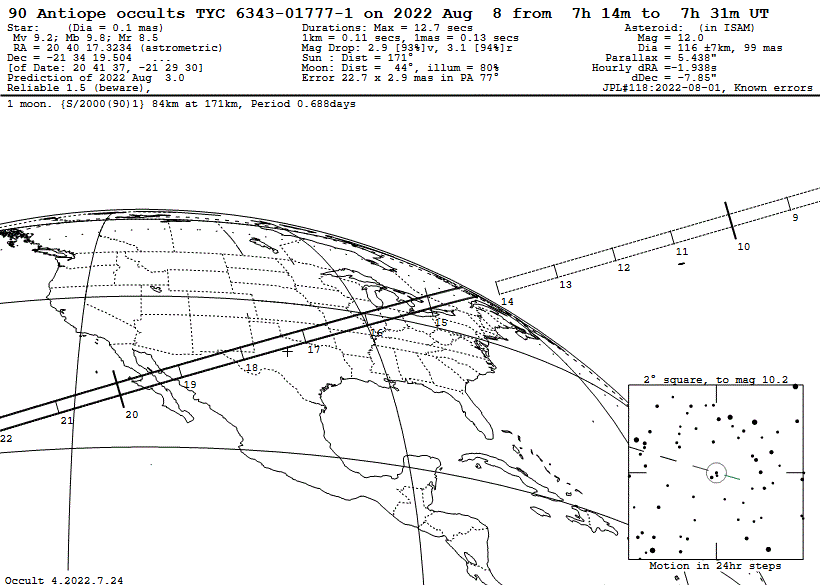 90 Antiope occults TYC 6343-01777-1 on 2022 Aug  8 from  7h 14m to  7h 31m UT
Star:    (Dia = 0.1 mas)
Mv 9.2; Mb 9.8; Mr 8.5
RA = 20 40 17.3234 (astrometric)
Dec = -21 34 19.504   ...
[of Date: 20 41 37, -21 29 30]
Prediction of 2022 Aug  3.0
Reliable 1.5 (beware),
Durations: Max = 12.7 secs
1km = 0.11 secs, 1mas = 0.13 secs
Mag Drop: 2.9 [93%]v, 3.1 [94%]r
Sun : Dist = 171°
Moon: Dist =  44°, illum = 80%
Error 22.7 x 2.9 mas in PA 77°
Asteroid:  (in ISAM)
Mag = 12.0
Dia = 116 ±7km, 99 mas
Parallax = 5.438"
Hourly dRA =-1.938s
dDec = -7.85"
JPL#118:2022-08-01, Known errors
1 moon. {S/2000(90)1} 84km at 171km, Period 0.688days
9
10
11
12
13
14
15
16
17
18
19
20
21
22
2° square, to mag 10.2
Motion in 24hr steps
Occult 4.2022.7.24